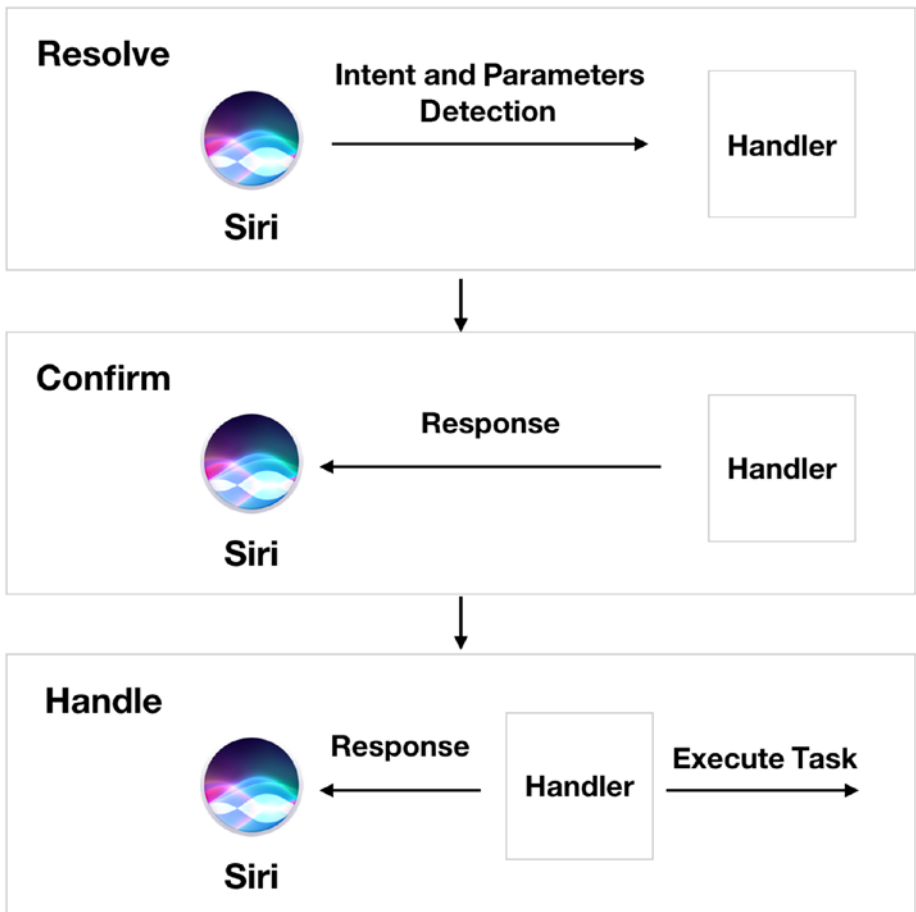 Resolve
Intent and Parameters
Detection
Handler
Siri
Confirm
Response
Handler
Siri
Handle
Response
Handler
Execute Task
Siri